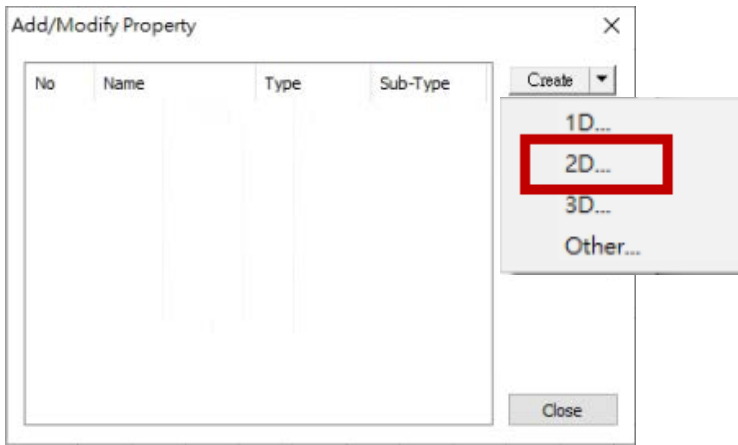 Add/Modify Property
No Name Type Sub-Type
Create
1D...
2D...
3D...
Other...
Close